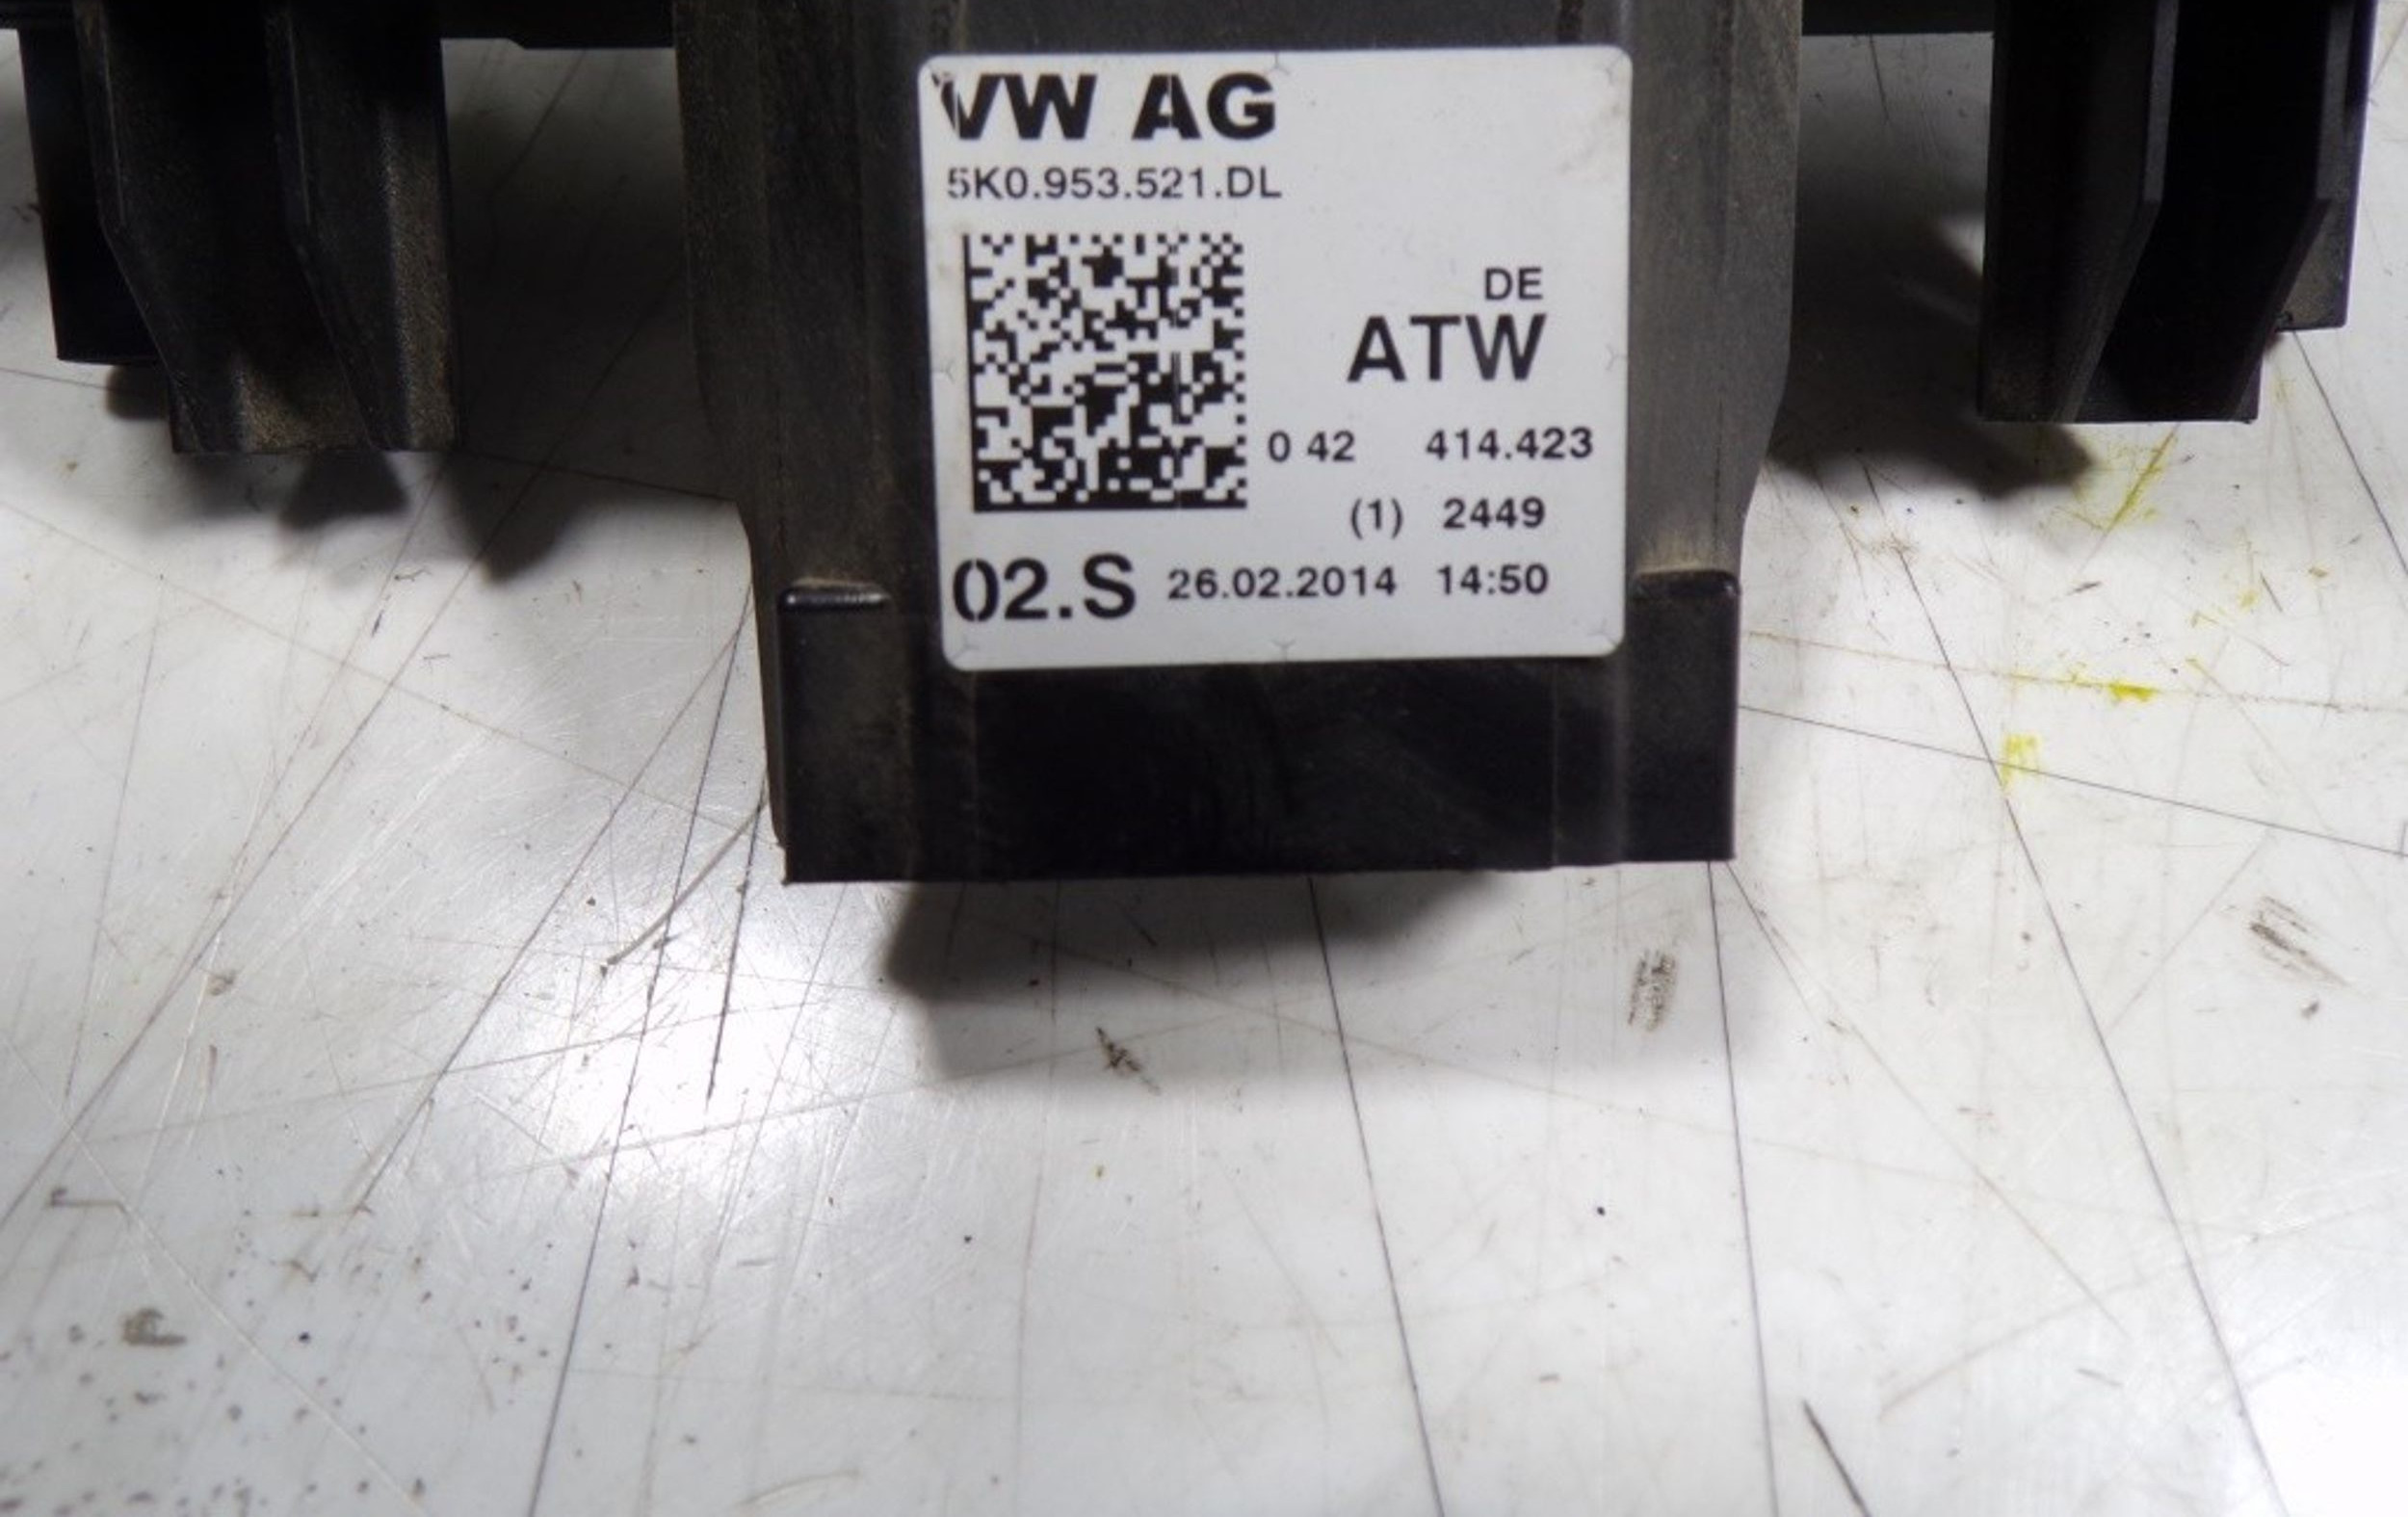 VW AG
5K0.953.521.DL
DE
ATW
0 42 414.423
(1) 2449
02.S 26.02.2014 14:50